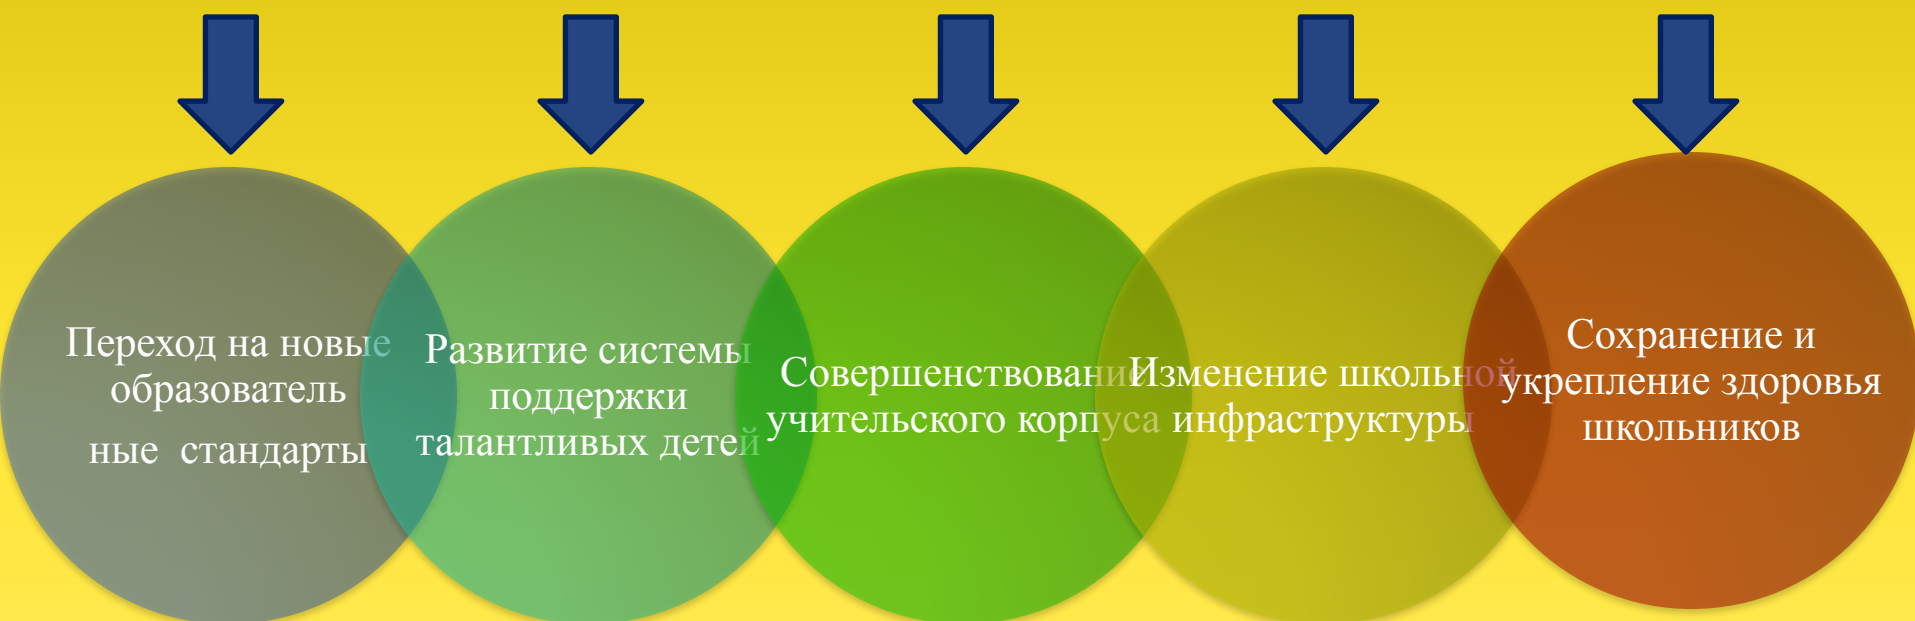 Переход на новые
образователь
ные стандарты
Развитие системы
поддержки
талантливых детей
Совершенствование
учительского корпуса
Изменение школьной
инфраструктуры
Сохранение и
укрепление здоровья
школьников